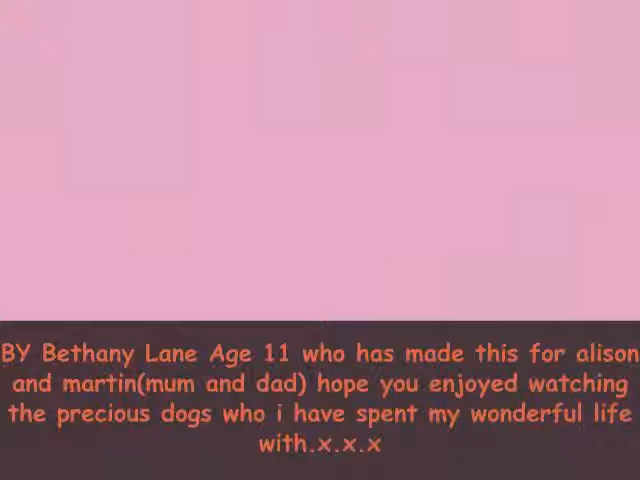 BY Bethany Lane Age 11 who has made this for alison
and martin(mum and dad) hope you enjoyed watching
the precious dogs who i have spent my wonderful life
with.x.x.x